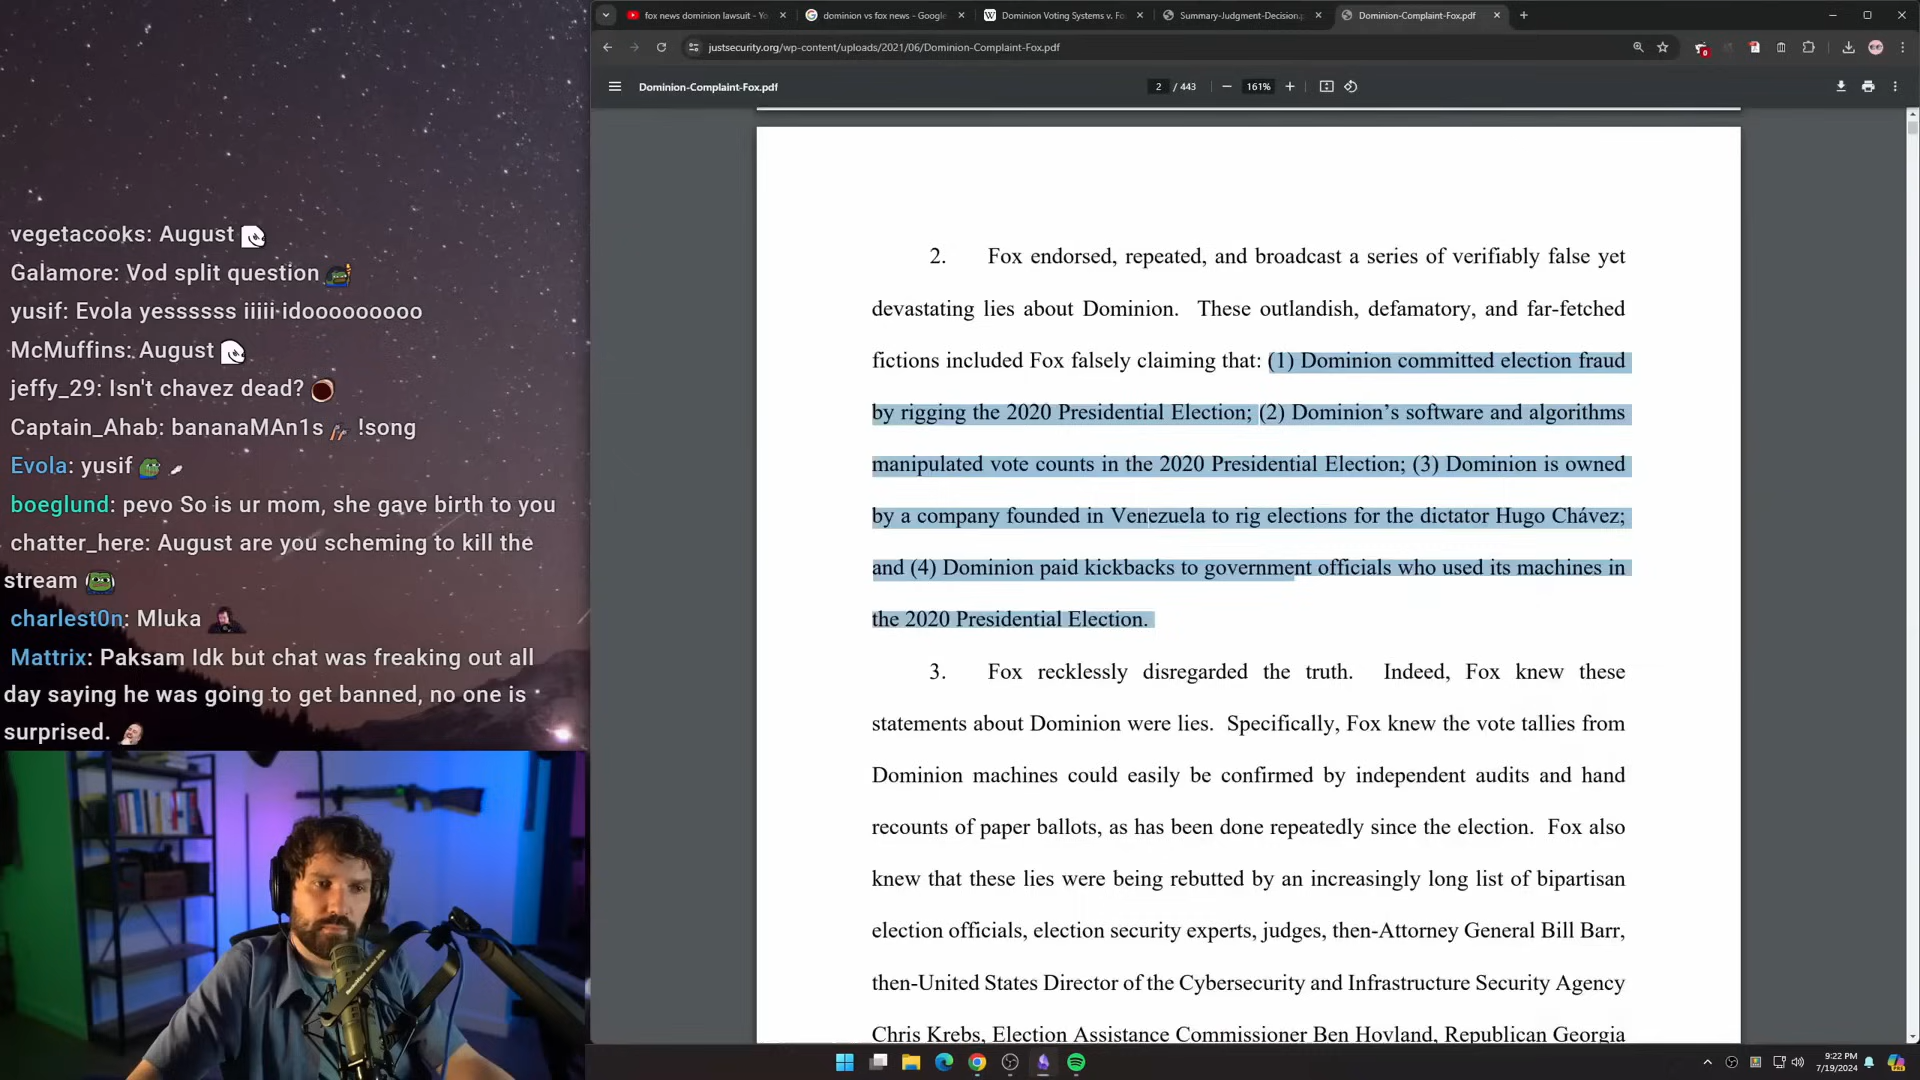 fox news dominion lawsuit - Yo
dominion vs fox news - Google
Dominion Voting Systems v. Fo
Summary-Judgment-Decision.p
Dominion-Complaint-Fox.pdf
justsecurity.org/wp-content/uploads/2021/06/Dominion-Complaint-Fox.pdf
Dominion-Complaint-Fox.pdf
2 / 443
161%
vegetacooks: August
Galamore: Vod split question
yusif: Evola yessssss iiiii idooooooooo
McMuffins: August
jeffy_29: Isn't chavez dead?
Captain_Ahab: bananaMAn1s !song
Evola: yusif
boeglund: pevo So is ur mom, she gave birth to you
chatter_here: August are you scheming to kill the
stream
charlest0n: Mluka
Mattrix: Paksam Idk but chat was freaking out all
day saying he was going to get banned, no one is
surprised.
2. Fox endorsed, repeated, and broadcast a series of verifiably false yet
devastating lies about Dominion. These outlandish, defamatory, and far-fetched
fictions included Fox falsely claiming that: (1) Dominion committed election fraud
by rigging the 2020 Presidential Election; (2) Dominion’s software and algorithms
manipulated vote counts in the 2020 Presidential Election; (3) Dominion is owned
by a company founded in Venezuela to rig elections for the dictator Hugo Chávez;
and (4) Dominion paid kickbacks to government officials who used its machines in
the 2020 Presidential Election.
3. Fox recklessly disregarded the truth. Indeed, Fox knew these
statements about Dominion were lies. Specifically, Fox knew the vote tallies from
Dominion machines could easily be confirmed by independent audits and hand
recounts of paper ballots, as has been done repeatedly since the election. Fox also
knew that these lies were being rebutted by an increasingly long list of bipartisan
election officials, election security experts, judges, then-Attorney General Bill Barr,
then-United States Director of the Cybersecurity and Infrastructure Security Agency
Chris Krebs, Election Assistance Commissioner Ben Hovland, Republican Georgia
9:22 PM
7/19/2024